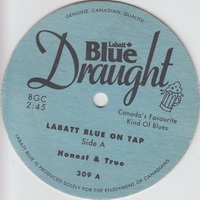 GENUINE. CANADIAN. QUALITY.
Labatt
Blue
Draught
BGC
2:45
Canada's Favourite
Kind Of Blues
LABATT BLUE ON TAP
Side A
Honest & True
309 A
LABATT BLUE IS PRODUCED SOLELY FOR THE ENJOYMENT OF CANADIANS.